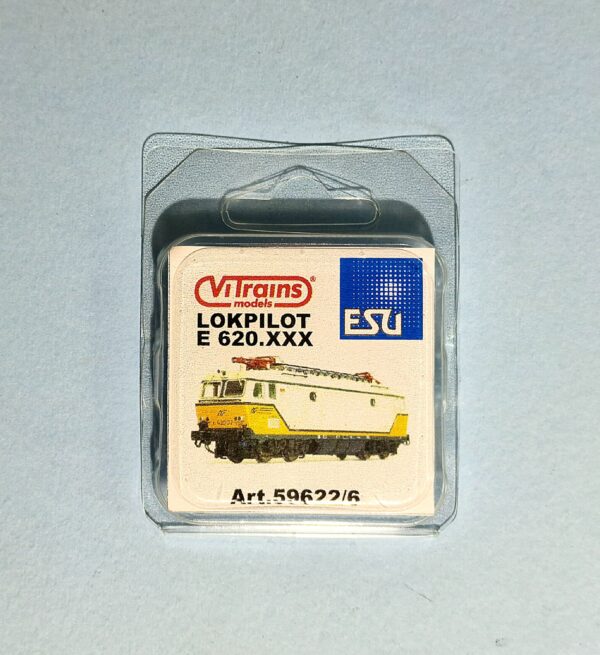 ViTrains®
models
ESU
LOKPILOT
E 620.XXX
Art.59622/6